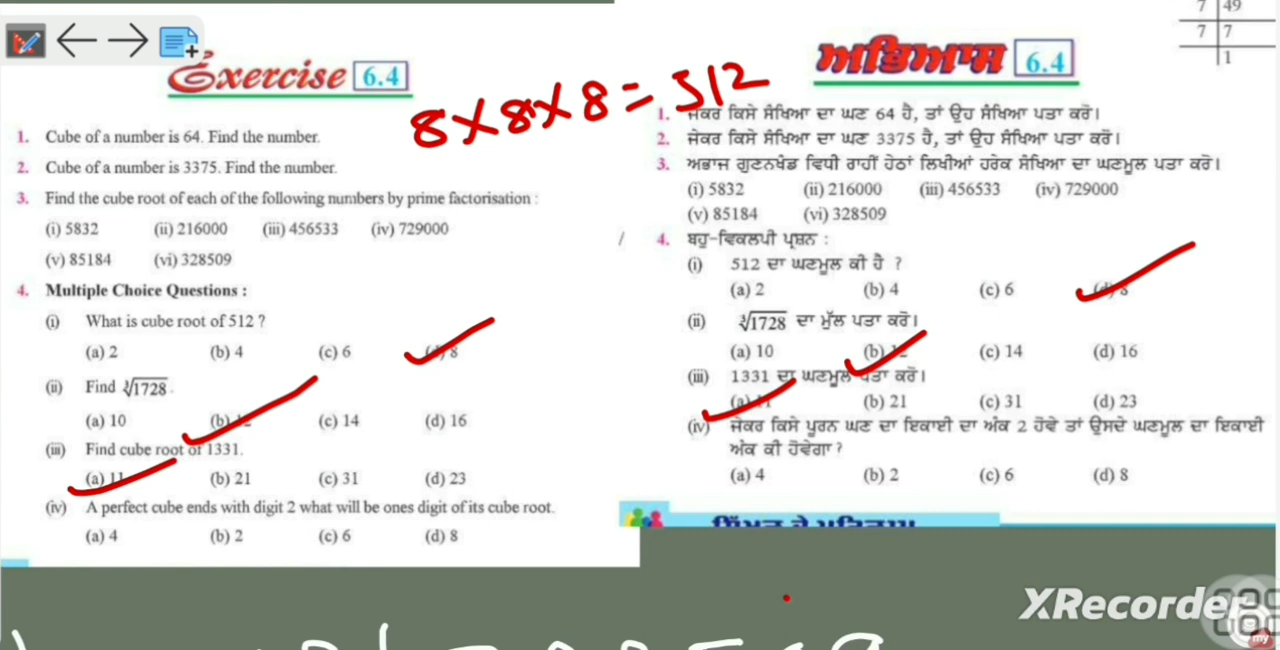 Exercise 6.4
8×8×8=512
1. Cube of a number is 64. Find the number.
2. Cube of a number is 3375. Find the number.
3. Find the cube root of each of the following numbers by prime factorisation :
(i) 5832 (ii) 216000 (iii) 456533 (iv) 729000
(v) 85184 (vi) 328509
4. Multiple Choice Questions :
(i) What is cube root of 512 ?
(a) 2 (b) 4 (c) 6 (d) 8
(ii) Find ∛1728 .
(a) 10 (b) 12 (c) 14 (d) 16
(iii) Find cube root of 1331.
(a) 11 (b) 21 (c) 31 (d) 23
(iv) A perfect cube ends with digit 2 what will be ones digit of its cube root.
(a) 4 (b) 2 (c) 6 (d) 8
7 49
7 7
1
ਅਭਿਆਸ 6.4
1. ਜੇਕਰ ਕਿਸੇ ਸੰਖਿਆ ਦਾ ਘਣ 64 ਹੈ, ਤਾਂ ਉਹ ਸੰਖਿਆ ਪਤਾ ਕਰੋ।
2. ਜੇਕਰ ਕਿਸੇ ਸੰਖਿਆ ਦਾ ਘਣ 3375 ਹੈ, ਤਾਂ ਉਹ ਸੰਖਿਆ ਪਤਾ ਕਰੋ।
3. ਅਭਾਜ ਗੁਣਨਖੰਡ ਵਿਧੀ ਰਾਹੀਂ ਹੇਠਾਂ ਲਿਖੀਆਂ ਹਰੇਕ ਸੰਖਿਆ ਦਾ ਘਣਮੂਲ ਪਤਾ ਕਰੋ।
(i) 5832 (ii) 216000 (iii) 456533 (iv) 729000
(v) 85184 (vi) 328509
4. ਬਹੁ-ਵਿਕਲਪੀ ਪ੍ਰਸ਼ਨ :
(i) 512 ਦਾ ਘਣਮੂਲ ਕੀ ਹੈ ?
(a) 2 (b) 4 (c) 6 (d) 8
(ii) ∛1728 ਦਾ ਮੁੱਲ ਪਤਾ ਕਰੋ।
(a) 10 (b) 12 (c) 14 (d) 16
(iii) 1331 ਦਾ ਘਣਮੂਲ ਪਤਾ ਕਰੋ।
(a) 11 (b) 21 (c) 31 (d) 23
(iv) ਜੇਕਰ ਕਿਸੇ ਪੂਰਨ ਘਣ ਦਾ ਇਕਾਈ ਦਾ ਅੰਕ 2 ਹੋਵੇ ਤਾਂ ਉਸਦੇ ਘਣਮੂਲ ਦਾ ਇਕਾਈ
ਅੰਕ ਕੀ ਹੋਵੇਗਾ ?
(a) 4 (b) 2 (c) 6 (d) 8
XRecorder
my